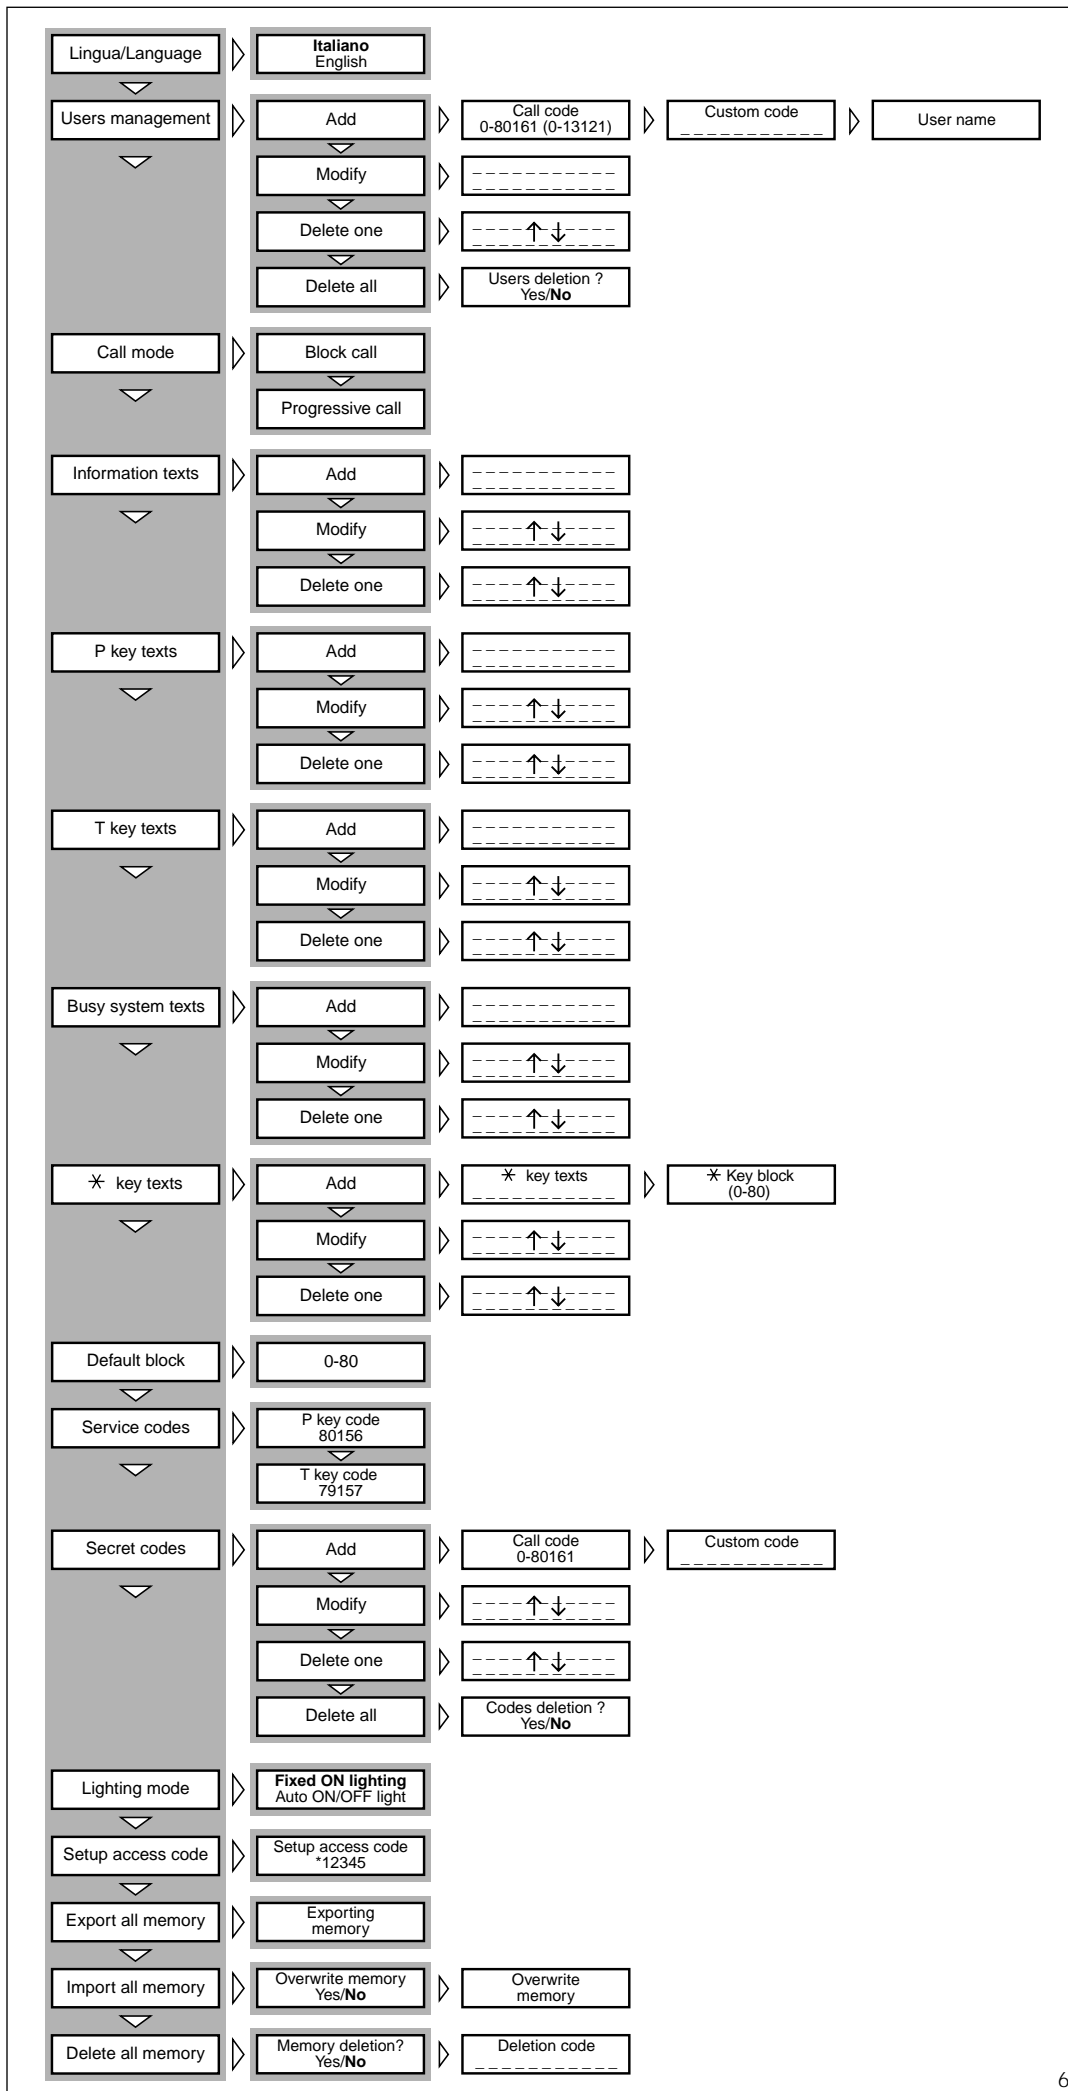 Lingua/Language
Italiano
English
Users management
Add
Call code
0-80161 (0-13121)
Custom code
_ _ _ _ _ _ _ _ _ _ _
User name
Modify
_ _ _ _ _ _ _ _ _ _ _
_ _ _ _ _ _ _ _ _ _ _
Delete one
_ _ _ _ ↑ _ ↓ _ _ _ _
Delete all
Users deletion ?
Yes/No
Call mode
Block call
Progressive call
Information texts
Add
_ _ _ _ _ _ _ _ _ _ _
_ _ _ _ _ _ _ _ _ _ _
Modify
_ _ _ _ ↑ _ ↓ _ _ _ _
Delete one
_ _ _ _ ↑ _ ↓ _ _ _ _
P key texts
Add
_ _ _ _ _ _ _ _ _ _ _
_ _ _ _ _ _ _ _ _ _ _
Modify
_ _ _ _ ↑ _ ↓ _ _ _ _
Delete one
_ _ _ _ ↑ _ ↓ _ _ _ _
T key texts
Add
_ _ _ _ _ _ _ _ _ _ _
_ _ _ _ _ _ _ _ _ _ _
Modify
_ _ _ _ ↑ _ ↓ _ _ _ _
Delete one
_ _ _ _ ↑ _ ↓ _ _ _ _
Busy system texts
Add
_ _ _ _ _ _ _ _ _ _ _
_ _ _ _ _ _ _ _ _ _ _
Modify
_ _ _ _ ↑ _ ↓ _ _ _ _
Delete one
_ _ _ _ ↑ _ ↓ _ _ _ _
* key texts
Add
* key texts
_ _ _ _ _ _ _ _ _ _ _
* Key block
(0-80)
Modify
_ _ _ _ ↑ _ ↓ _ _ _ _
Delete one
_ _ _ _ ↑ _ ↓ _ _ _ _
Default block
0-80
Service codes
P key code
80156
T key code
79157
Secret codes
Add
Call code
0-80161
Custom code
_ _ _ _ _ _ _ _ _ _ _
Modify
_ _ _ _ ↑ _ ↓ _ _ _ _
Delete one
_ _ _ _ ↑ _ ↓ _ _ _ _
Delete all
Codes deletion ?
Yes/No
Lighting mode
Fixed ON lighting
Auto ON/OFF light
Setup access code
Setup access code
*12345
Export all memory
Exporting
memory
Import all memory
Overwrite memory
Yes/No
Overwrite
memory
Delete all memory
Memory deletion?
Yes/No
Deletion code
_ _ _ _ _ _ _ _ _ _ _
6